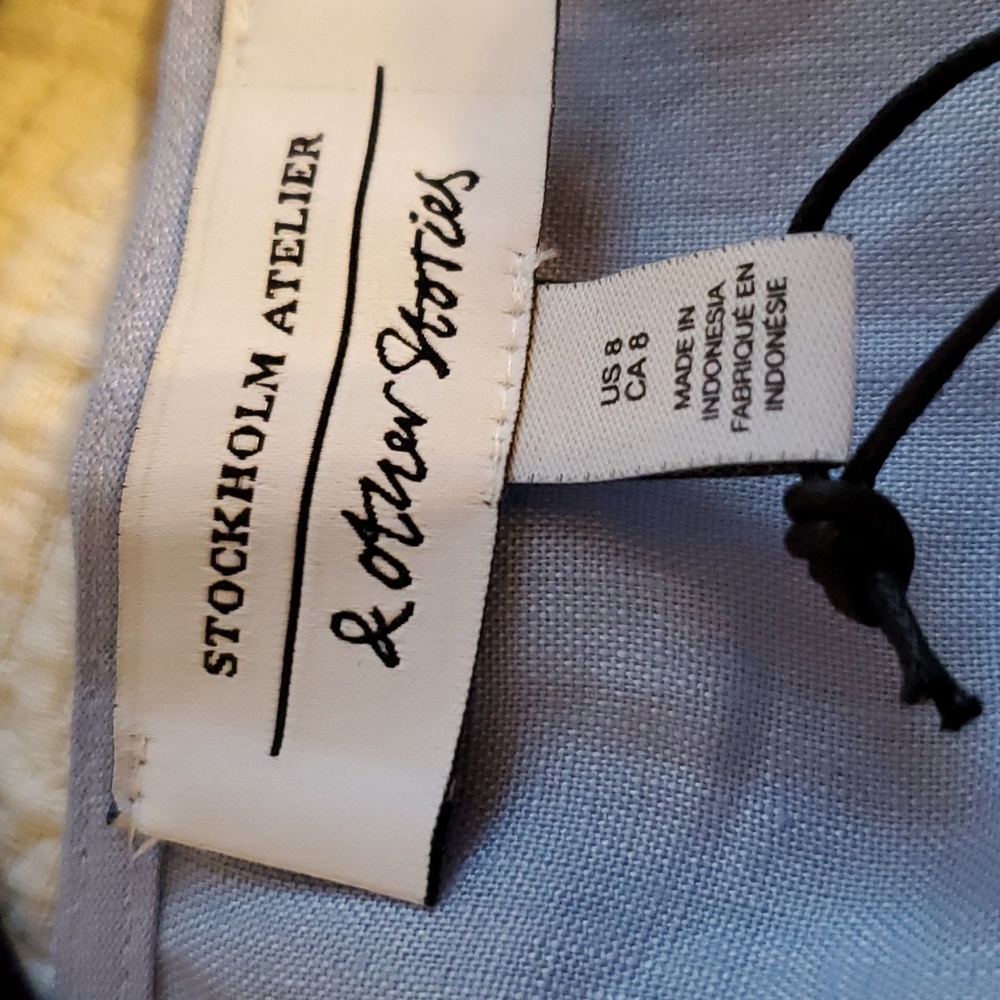 STOCKHOLM ATELIER
& Other Stories
US 8
CA 8
MADE IN
INDONESIA
FABRIQUÉ EN
INDONÉSIE